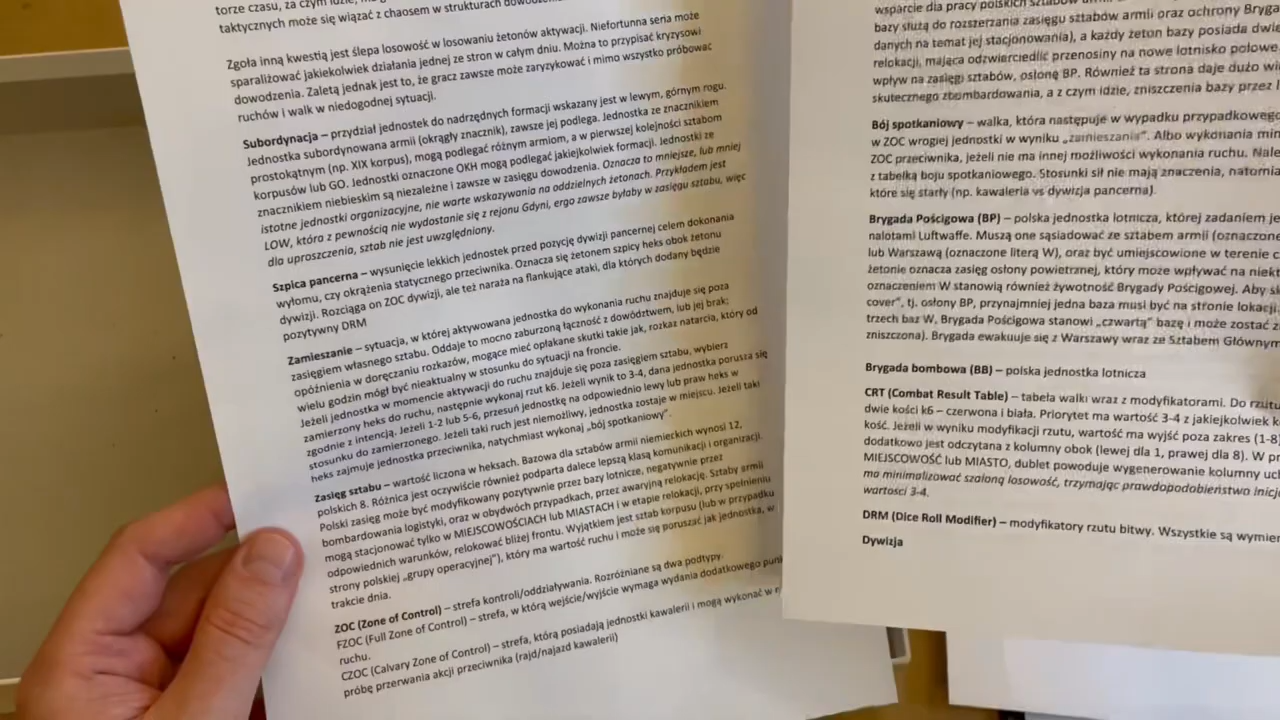 torze czasu, za czym idzie,
taktycznych może się wiązać z chaosem w strukturach
Zgoła inną kwestią jest ślepa losowość w losowaniu żetonów aktywacji. Niefortunna seria może
sparaliżować jakiekolwiek działania jednej ze stron w całym dniu. Można to przypisać kryzysowi
dowodzenia. Zaletą jednak jest to, że gracz zawsze może zaryzykować i mimo wszystko próbować
ruchów i walk w niedogodnej sytuacji.
Subordynacja – przydział jednostek do nadrzędnych formacji wskazany jest w lewym, górnym rogu.
Jednostka subordynowana armii (okrągły znacznik), zawsze jej podlega. Jednostka ze znacznikiem
prostokątnym (np. XIX korpus), mogą podlegać różnym armiom, a w pierwszej kolejności sztabom
korpusów lub GO. Jednostki oznaczone OKH mogą podlegać jakiejkolwiek formacji. Jednostki ze
znacznikiem niebieskim są niezależne i zawsze w zasięgu dowodzenia. Oznacza to mniejsze, lub mniej
istotne jednostki organizacyjne, nie warte wskazywania na oddzielnych żetonach. Przykładem jest
LOW, która z pewnością nie wydostanie się z rejonu Gdyni, ergo zawsze byłaby w zasięgu sztabu, więc
dla uproszczenia, sztab nie jest uwzględniony.
Szpica pancerna – wysunięcie lekkich jednostek przed pozycję dywizji pancernej celem dokonania
wyłomu, czy okrążenia statycznego przeciwnika. Oznacza się żetonem szpicy heks obok żetonu
dywizji. Rozciąga on ZOC dywizji, ale też naraża na flankujące ataki, dla których dodany będzie
pozytywny DRM
Zamieszanie – sytuacja, w której aktywowana jednostka do wykonania ruchu znajduje się poza
zasięgiem własnego sztabu. Oddaje to mocno zaburzoną łączność z dowództwem, lub jej brak;
opóźnienia w doręczaniu rozkazów, mogące mieć opłakane skutki takie jak, rozkaz natarcia, który od
wielu godzin mógł być nieaktualny w stosunku do sytuacji na froncie.
Jeżeli jednostka w momencie aktywacji do ruchu znajduje się poza zasięgiem sztabu, wybierz
zamierzony heks do ruchu, następnie wykonaj rzut k6. Jeżeli wynik to 3-4, dana jednostka porusza się
zgodnie z intencją. Jeżeli 1-2 lub 5-6, przesuń jednostkę na odpowiednio lewy lub praw heks w
stosunku do zamierzonego. Jeżeli taki ruch jest niemożliwy, jednostka zostaje w miejscu. Jeżeli taki
heks zajmuje jednostka przeciwnika, natychmiast wykonaj „bój spotkaniowy”.
Zasięg sztabu – wartość liczona w heksach. Bazowa dla sztabów armii niemieckich wynosi 12,
polskich 8. Różnica jest oczywiście również podparta dalece lepszą klasą komunikacji i organizacji.
Polski zasięg może być modyfikowany pozytywnie przez bazy lotnicze, negatywnie przez
bombardowania logistyki, oraz w obydwóch przypadkach, przez awaryjną relokację. Sztaby armii
mogą stacjonować tylko w MIEJSCOWOŚCIACH lub MIASTACH i w etapie relokacji, przy spełnieniu
odpowiednich warunków, relokować bliżej frontu. Wyjątkiem jest sztab korpusu (lub w przypadku
strony polskiej „grupy operacyjnej”), który ma wartość ruchu i może się poruszać jak jednostka, w
trakcie dnia.
ZOC (Zone of Control) – strefa kontroli/oddziaływania. Rozróżniane są dwa podtypy.
FZOC (Full Zone of Control) – strefa, w którą wejście/wyjście wymaga wydania dodatkowego
ruchu.
CZOC (Calvary Zone of Control) – strefa, którą posiadają jednostki kawalerii i mogą wykonać w
próbę przerwania akcji przeciwnika (rajd/najazd kawalerii)
wsparcie dla pracy polskich sztabów
bazy służą do rozszerzania zasięgu sztabów armli oraz ochrony
danych na temat jej stacjonowania), a każdy żeton bazy posiada
relokacji, mająca odzwierciedlić przenosiny na nowe lotnisko polowe.
wpływ na zasięgi sztabów, osłonę BP. Również ta strona daje dużo
skutecznego zbombardowania, a z czym idzie, zniszczenia bazy przez
Bój spotkaniowy – walka, która następuje w wypadku przypadkowego
w ZOC wrogiej jednostki w wyniku „zamieszania”. Albo wykonania
ZOC przeciwnika, jeżeli nie ma innej możliwości wykonania ruchu.
z tabelką boju spotkaniowego. Stosunki sił nie mają znaczenia,
które się starły (np. kawaleria vs dywizja pancerna).
Brygada Pościgowa (BP) – polska jednostka lotnicza, której zadaniem
nalotami Luftwaffe. Muszą one sąsiadować ze sztabem armii (oznaczone
lub Warszawą (oznaczone literą W), oraz być umiejscowione w terenie
żetonie oznacza zasięg osłony powietrznej, który może wpływać na
oznaczeniem W stanowią również żywotność Brygady Pościgowej. Aby
cover”, tj. osłony BP, przynajmniej jedna baza musi być na stronie lokacji.
trzech baz W, Brygada Pościgowa stanowi „czwartą” bazę i może zostać
zniszczona). Brygada ewakuuje się z Warszawy wraz ze Sztabem Głównym
Brygada bombowa (BB) – polska jednostka lotnicza
CRT (Combat Result Table) – tabela walki wraz z modyfikatorami. Do rzutu
dwie kości k6 – czerwona i biała. Priorytet ma wartość 3-4 z jakiejkolwiek
kość. Jeżeli w wyniku modyfikacji rzutu, wartość ma wyjść poza zakres (1-8)
dodatkowo jest odczytana z kolumny obok (lewej dla 1, prawej dla 8). W
MIEJSCOWOŚĆ lub MIASTO, dublet powoduje wygenerowanie kolumny
ma minimalizować szaloną losowość, trzymając prawdopodobieństwo
wartości 3-4.
DRM (Dice Roll Modifier) – modyfikatory rzutu bitwy. Wszystkie są
Dywizja